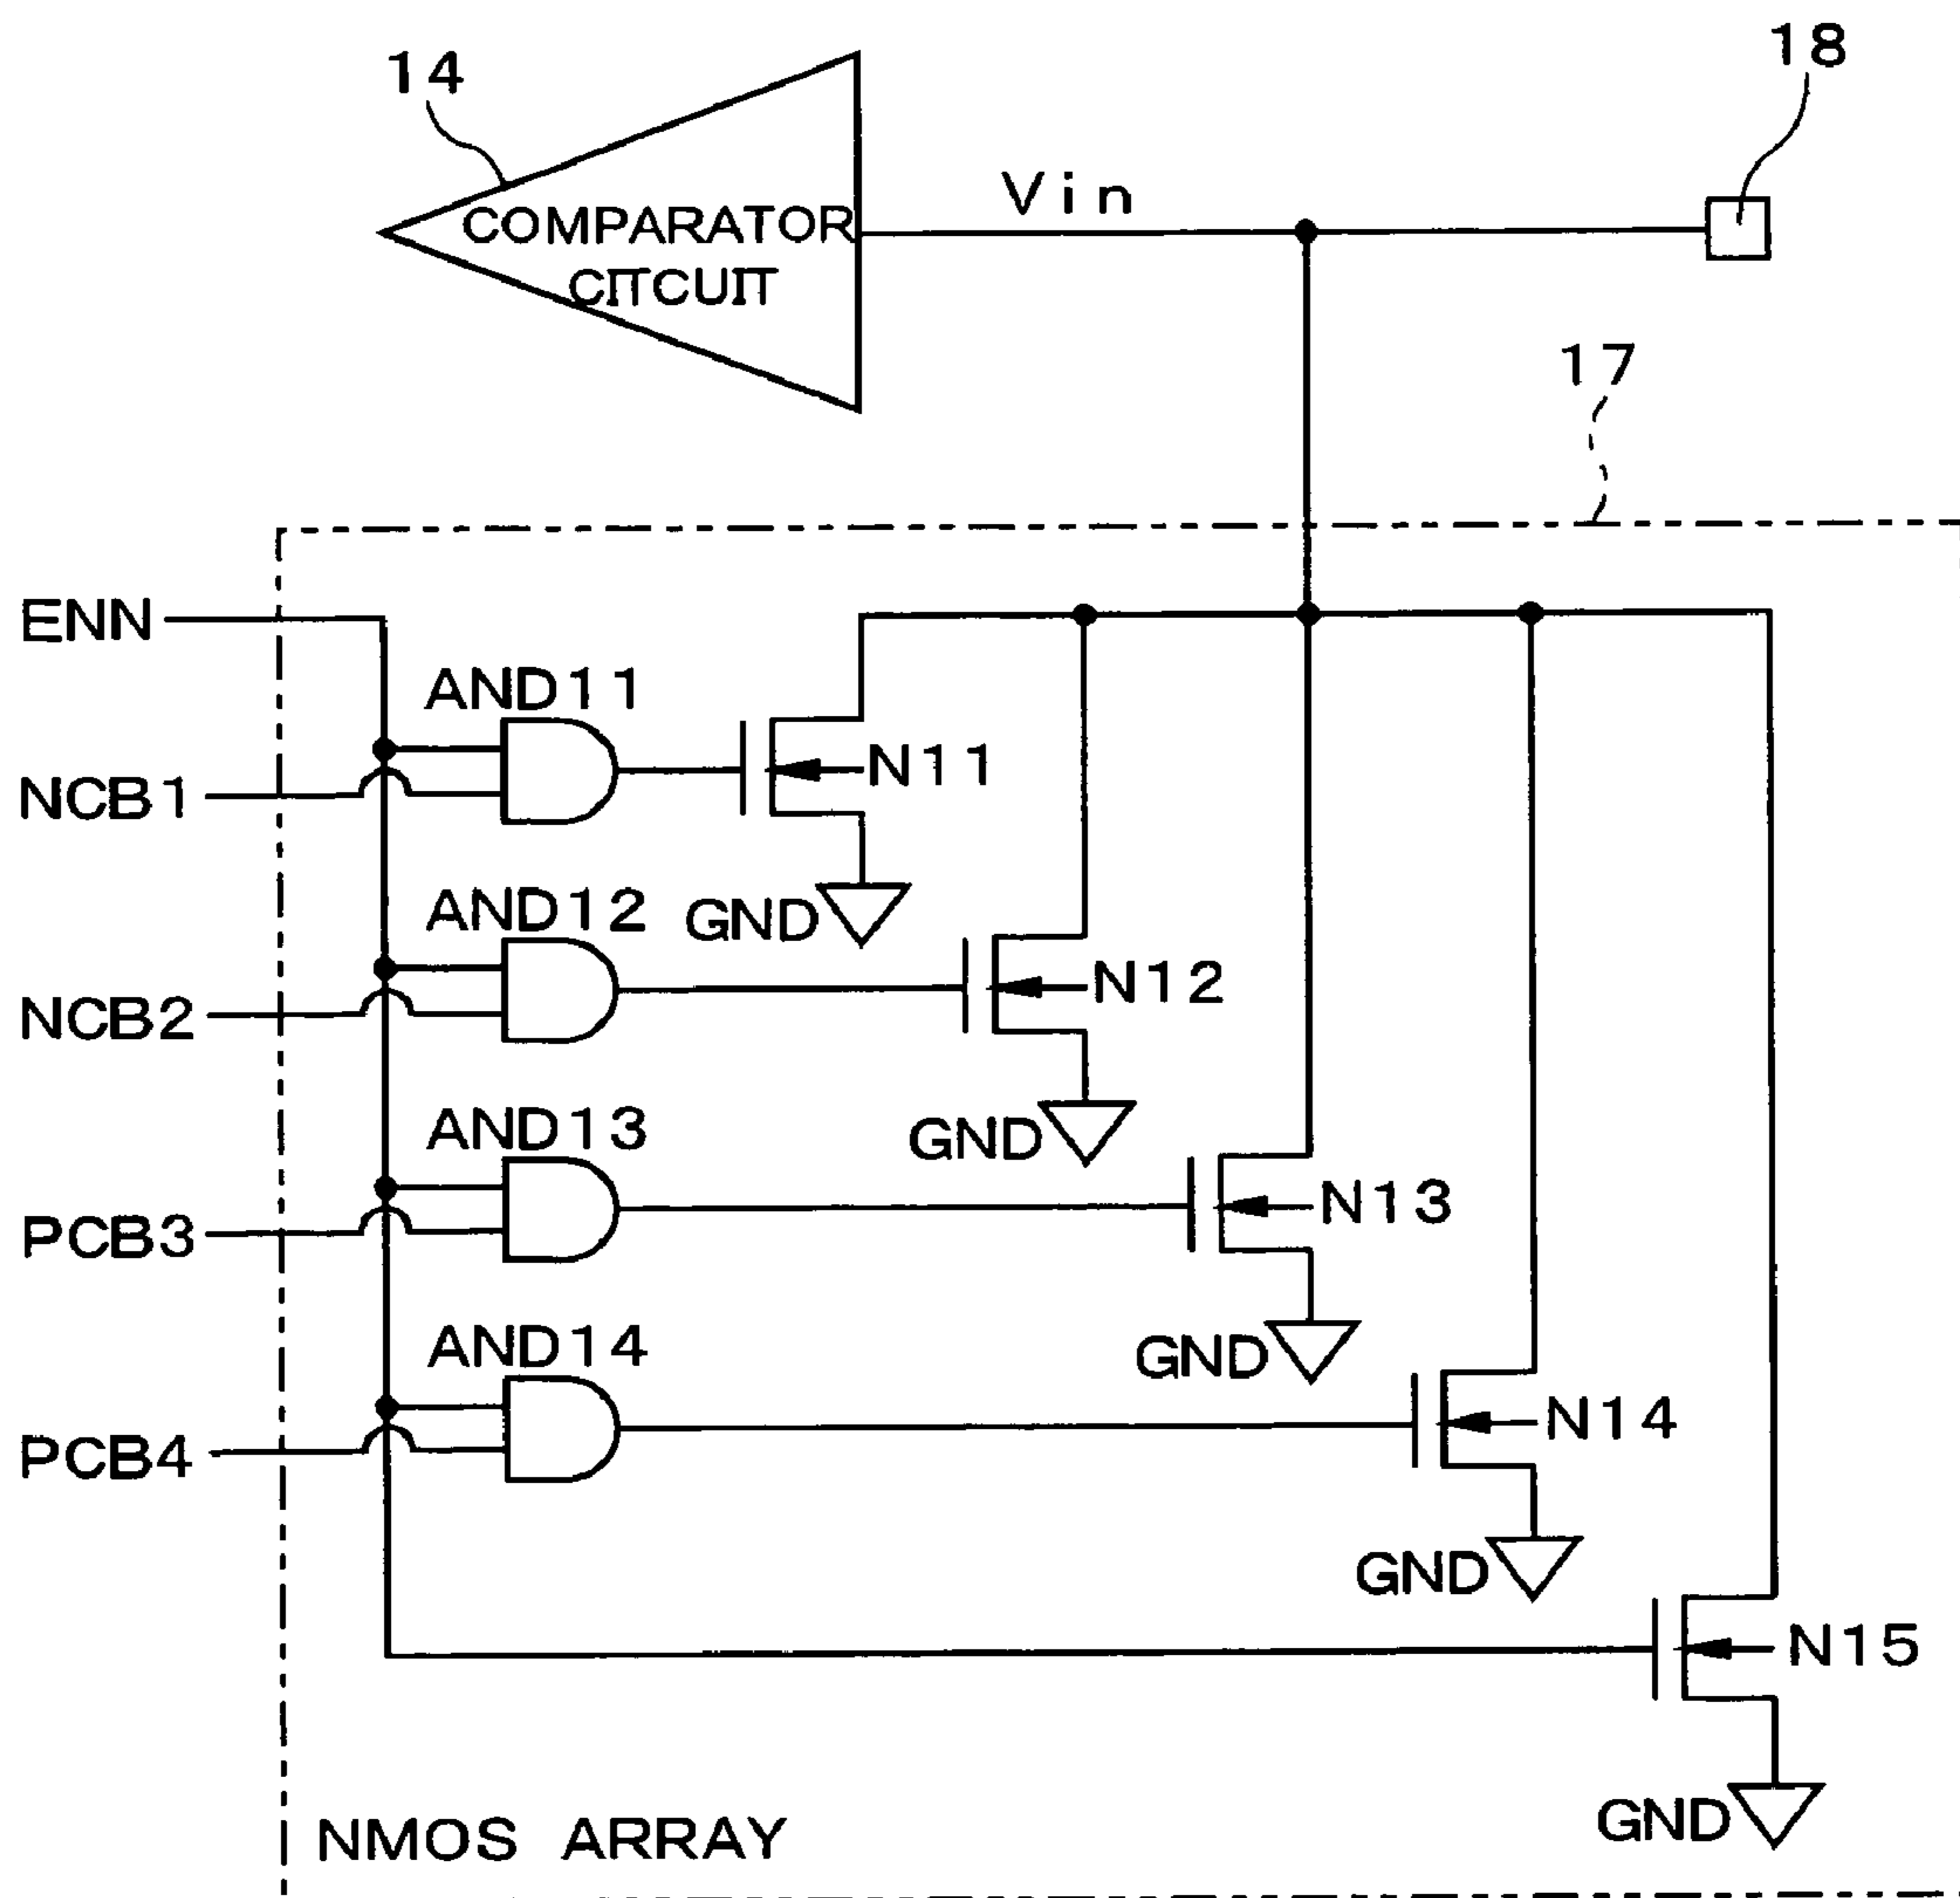 14
18
Vin
COMPARATOR
CITCUIT
17
ENN
AND11
N11
NCB1
AND12
GND
N12
NCB2
AND13
GND
N13
PCB3
AND14
GND
N14
PCB4
GND
N15
GND
NMOS ARRAY